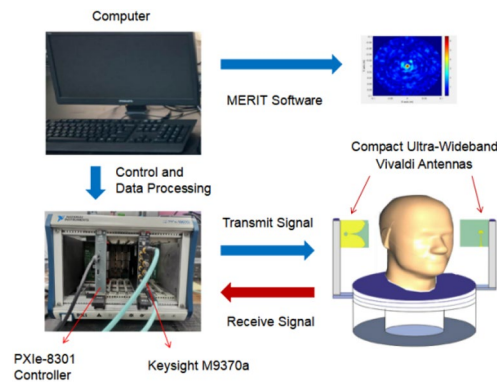 Computer
MERIT Software
Compact Ultra-Wideband
Vivaldi Antennas
Control and
Data Processing
Transmit Signal
Receive Signal
PXIe-8301
Controller
Keysight M9370a